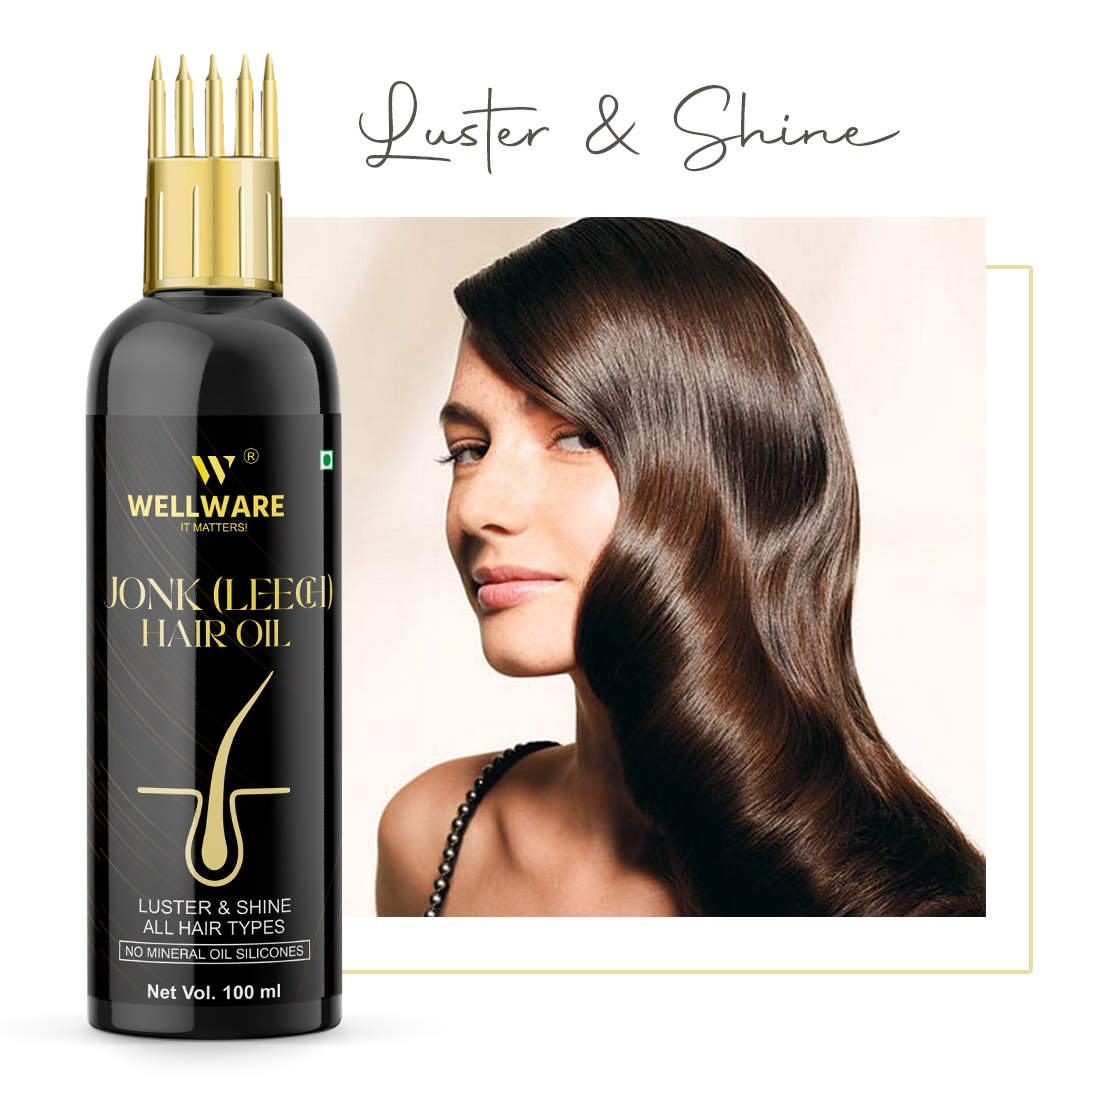 Luster & Shine
W ®
WELLWARE
IT MATTERS!
JONK (LEECH)
HAIR OIL
LUSTER & SHINE
ALL HAIR TYPES
NO MINERAL OIL SILICONES
Net Vol. 100 ml